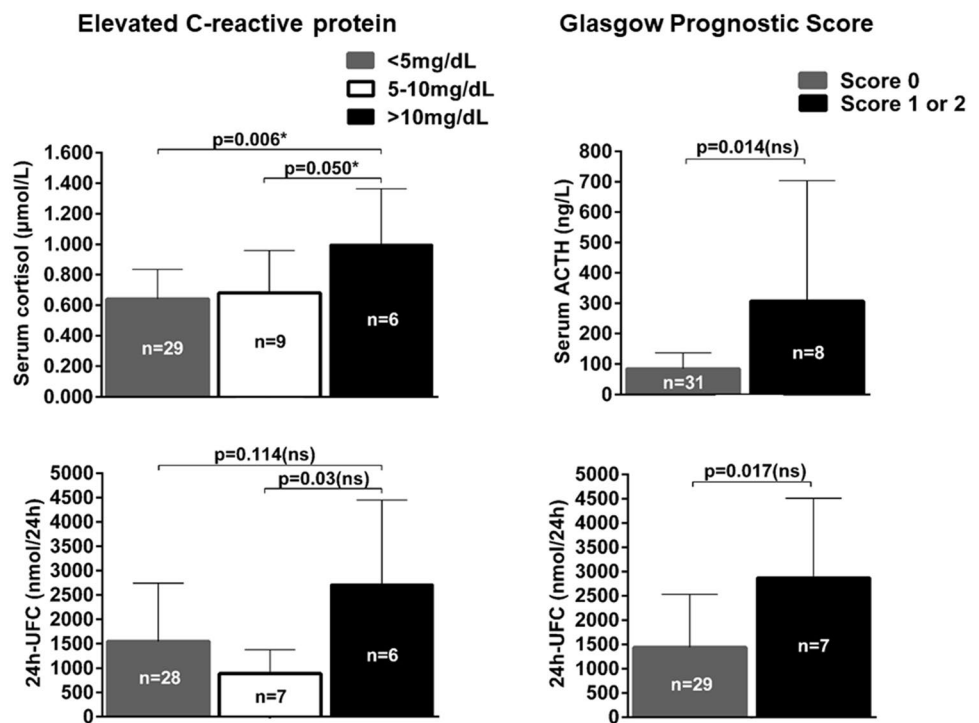 Elevated C-reactive protein
<5mg/dL
5-10mg/dL
>10mg/dL
p=0.006*
p=0.050*
Serum cortisol (µmol/L)
1.600
1.400
1.200
1.000
0.800
0.600
0.400
0.200
0.000
n=29
n=9
n=6
Glasgow Prognostic Score
Score 0
Score 1 or 2
p=0.014(ns)
Serum ACTH (ng/L)
800
700
600
500
400
300
200
100
0
n=31
n=8
p=0.114(ns)
p=0.03(ns)
24h-UFC (nmol/24h)
5000
4500
4000
3500
3000
2500
2000
1500
1000
500
0
n=28
n=7
n=6
p=0.017(ns)
24h-UFC (nmol/24h)
5000
4500
4000
3500
3000
2500
2000
1500
1000
500
0
n=29
n=7